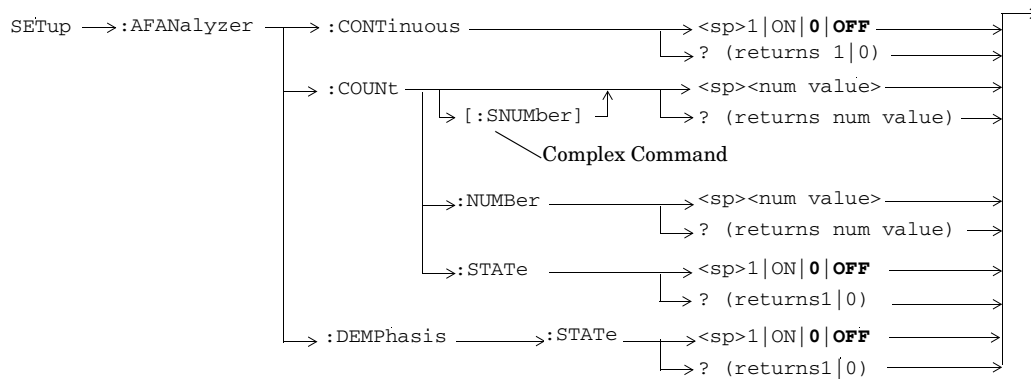 SETup :AFANalyzer :CONTinuous <sp>1|ON|0|OFF
? (returns 1|0)
:COUNt <sp><num value>
[:SNUMber] ? (returns num value)
Complex Command
:NUMBer <sp><num value>
? (returns num value)
:STATe <sp>1|ON|0|OFF
? (returns1|0)
:DEMPhasis :STATe <sp>1|ON|0|OFF
? (returns1|0)